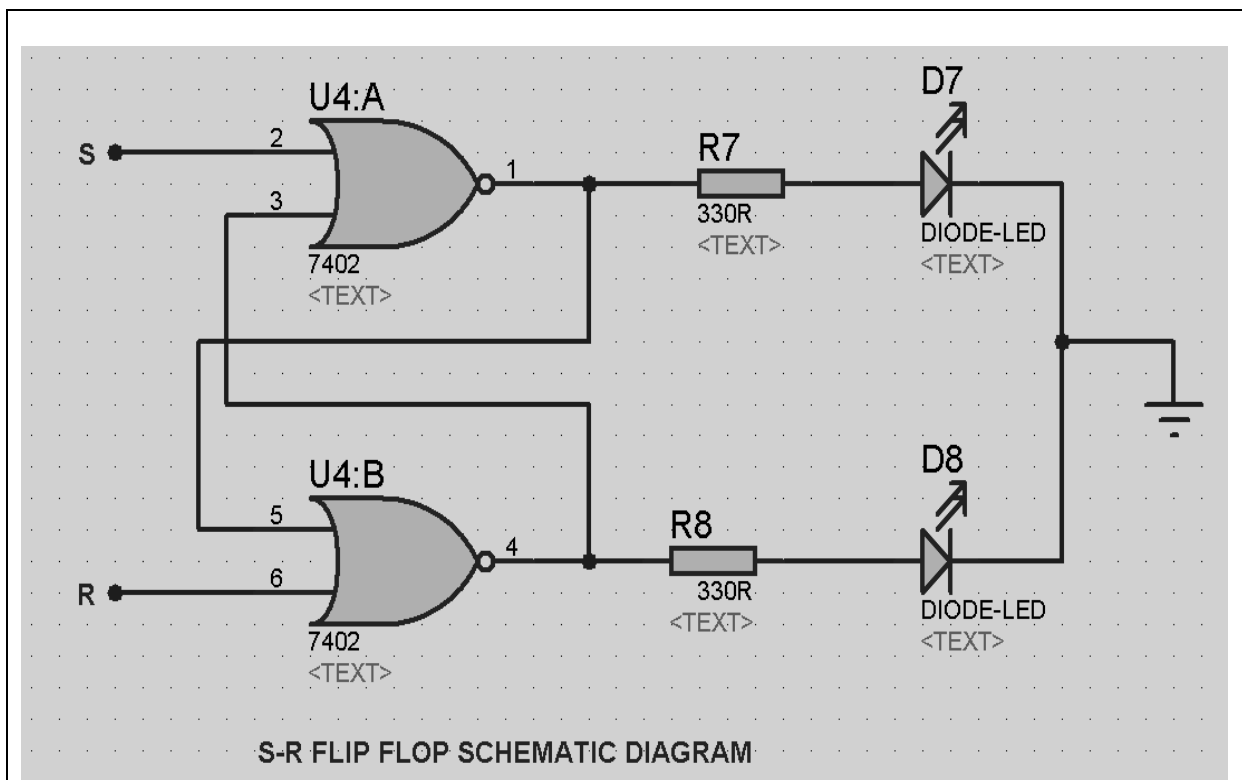 U4:A
D7
S
2
1
R7
3
330R
<TEXT>
DIODE-LED
<TEXT>
7402
<TEXT>
U4:B
D8
5
4
R8
R
6
330R
<TEXT>
DIODE-LED
<TEXT>
7402
<TEXT>
S-R FLIP FLOP SCHEMATIC DIAGRAM